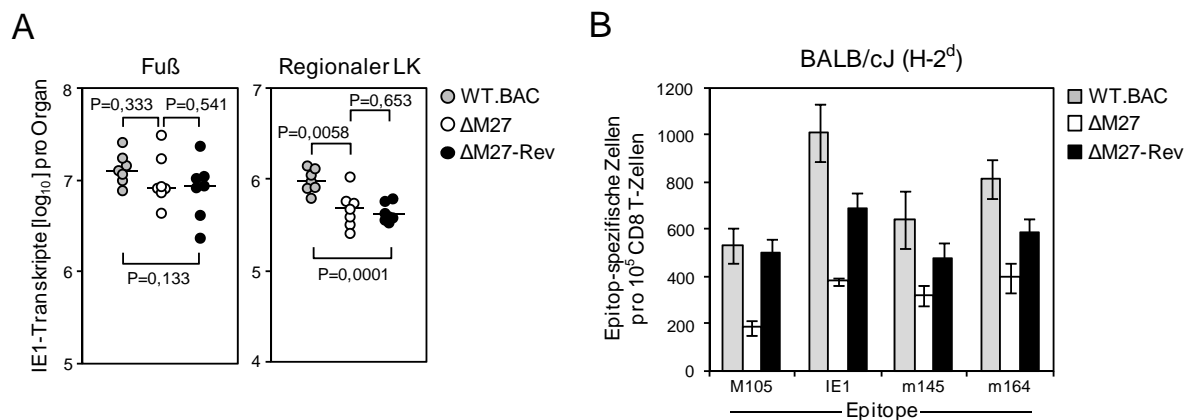 A
Fuß
Regionaler LK
IE1-Transkripte [log10] pro Organ
8
7
6
5
P=0,333
P=0,541
P=0,133
7
6
5
4
P=0,653
P=0,0058
P=0,0001
WT.BAC
ΔM27
ΔM27-Rev
B
BALB/cJ (H-2d)
Epitop-spezifische Zellen
pro 10⁵ CD8 T-Zellen
1200
1000
800
600
400
200
0
M105 IE1 m145 m164
Epitope
WT.BAC
ΔM27
ΔM27-Rev